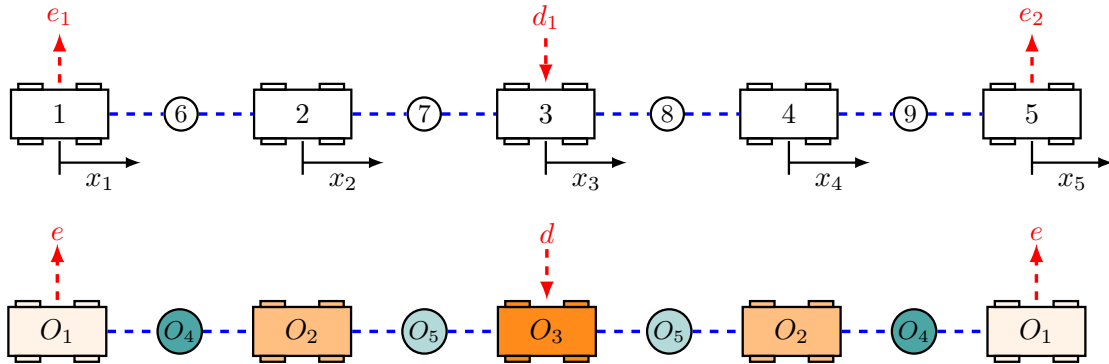 e₁ d₁ e₂
1 6 2 7 3 8 4 9 5
x₁ x₂ x₃ x₄ x₅
e d e
O₁ O₄ O₂ O₅ O₃ O₅ O₂ O₄ O₁